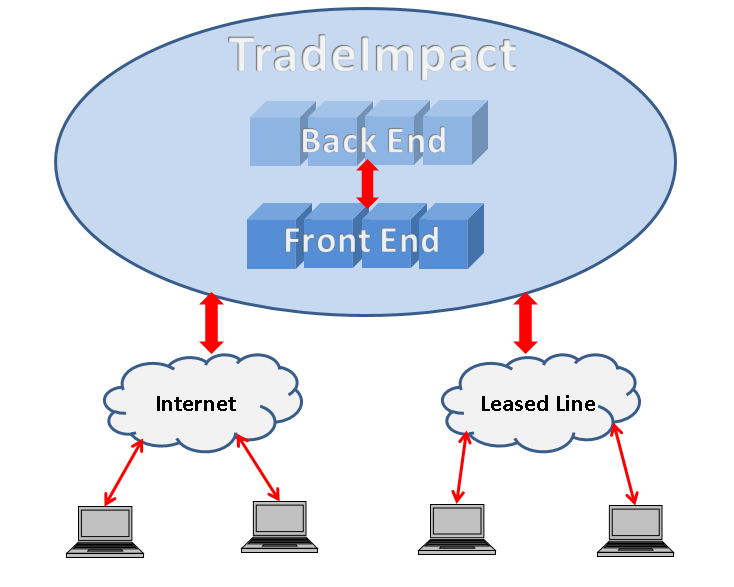 TradeImpact
Back End
Front End
Internet
Leased Line